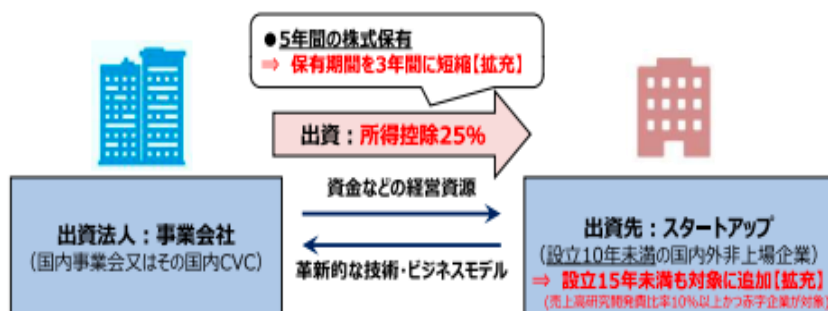 ●5年間の株式保有
⇒ 保有期間を3年間に短縮【拡充】
出資：所得控除25%
資金などの経営資源
出資法人：事業会社
（国内事業会社又はその国内CVC）
革新的な技術・ビジネスモデル
出資先：スタートアップ
（設立10年未満の国内外非上場企業）
⇒ 設立15年未満も対象に追加【拡充】
（売上高研究開発費比率10%以上かつ赤字企業が対象）